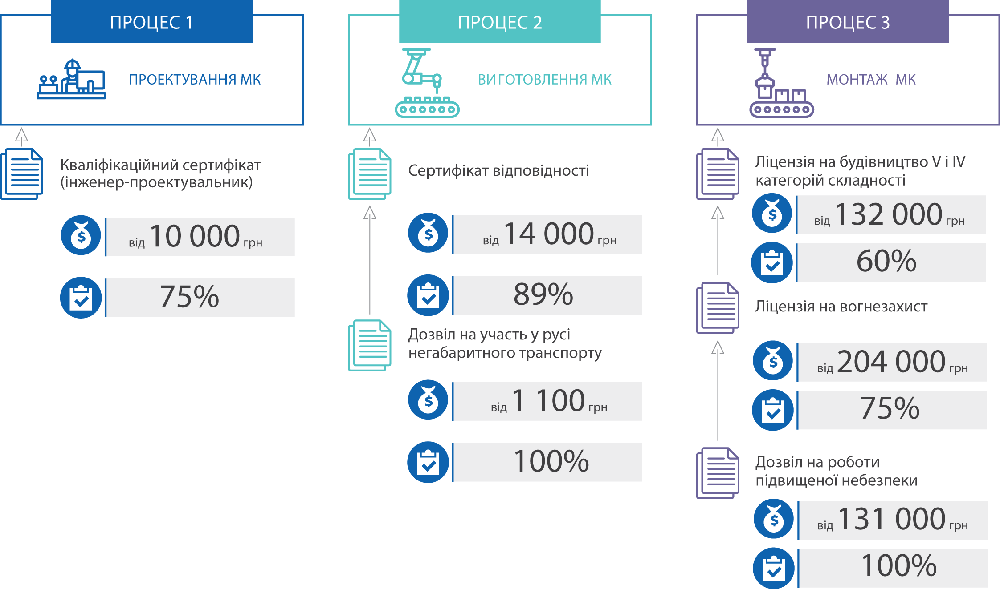 ПРОЦЕС 1
ПРОЕКТУВАННЯ МК
Кваліфікаційний сертифікат
(інженер-проектувальник)
від 10 000 грн
75%
ПРОЦЕС 2
ВИГОТОВЛЕННЯ МК
Сертифікат відповідності
від 14 000 грн
89%
Дозвіл на участь у русі
негабаритного транспорту
від 1 100 грн
100%
ПРОЦЕС 3
МОНТАЖ МК
Ліцензія на будівництво V і IV
категорій складності
від 132 000 грн
60%
Ліцензія на вогнезахист
від 204 000 грн
75%
Дозвіл на роботи
підвищеної небезпеки
від 131 000 грн
100%